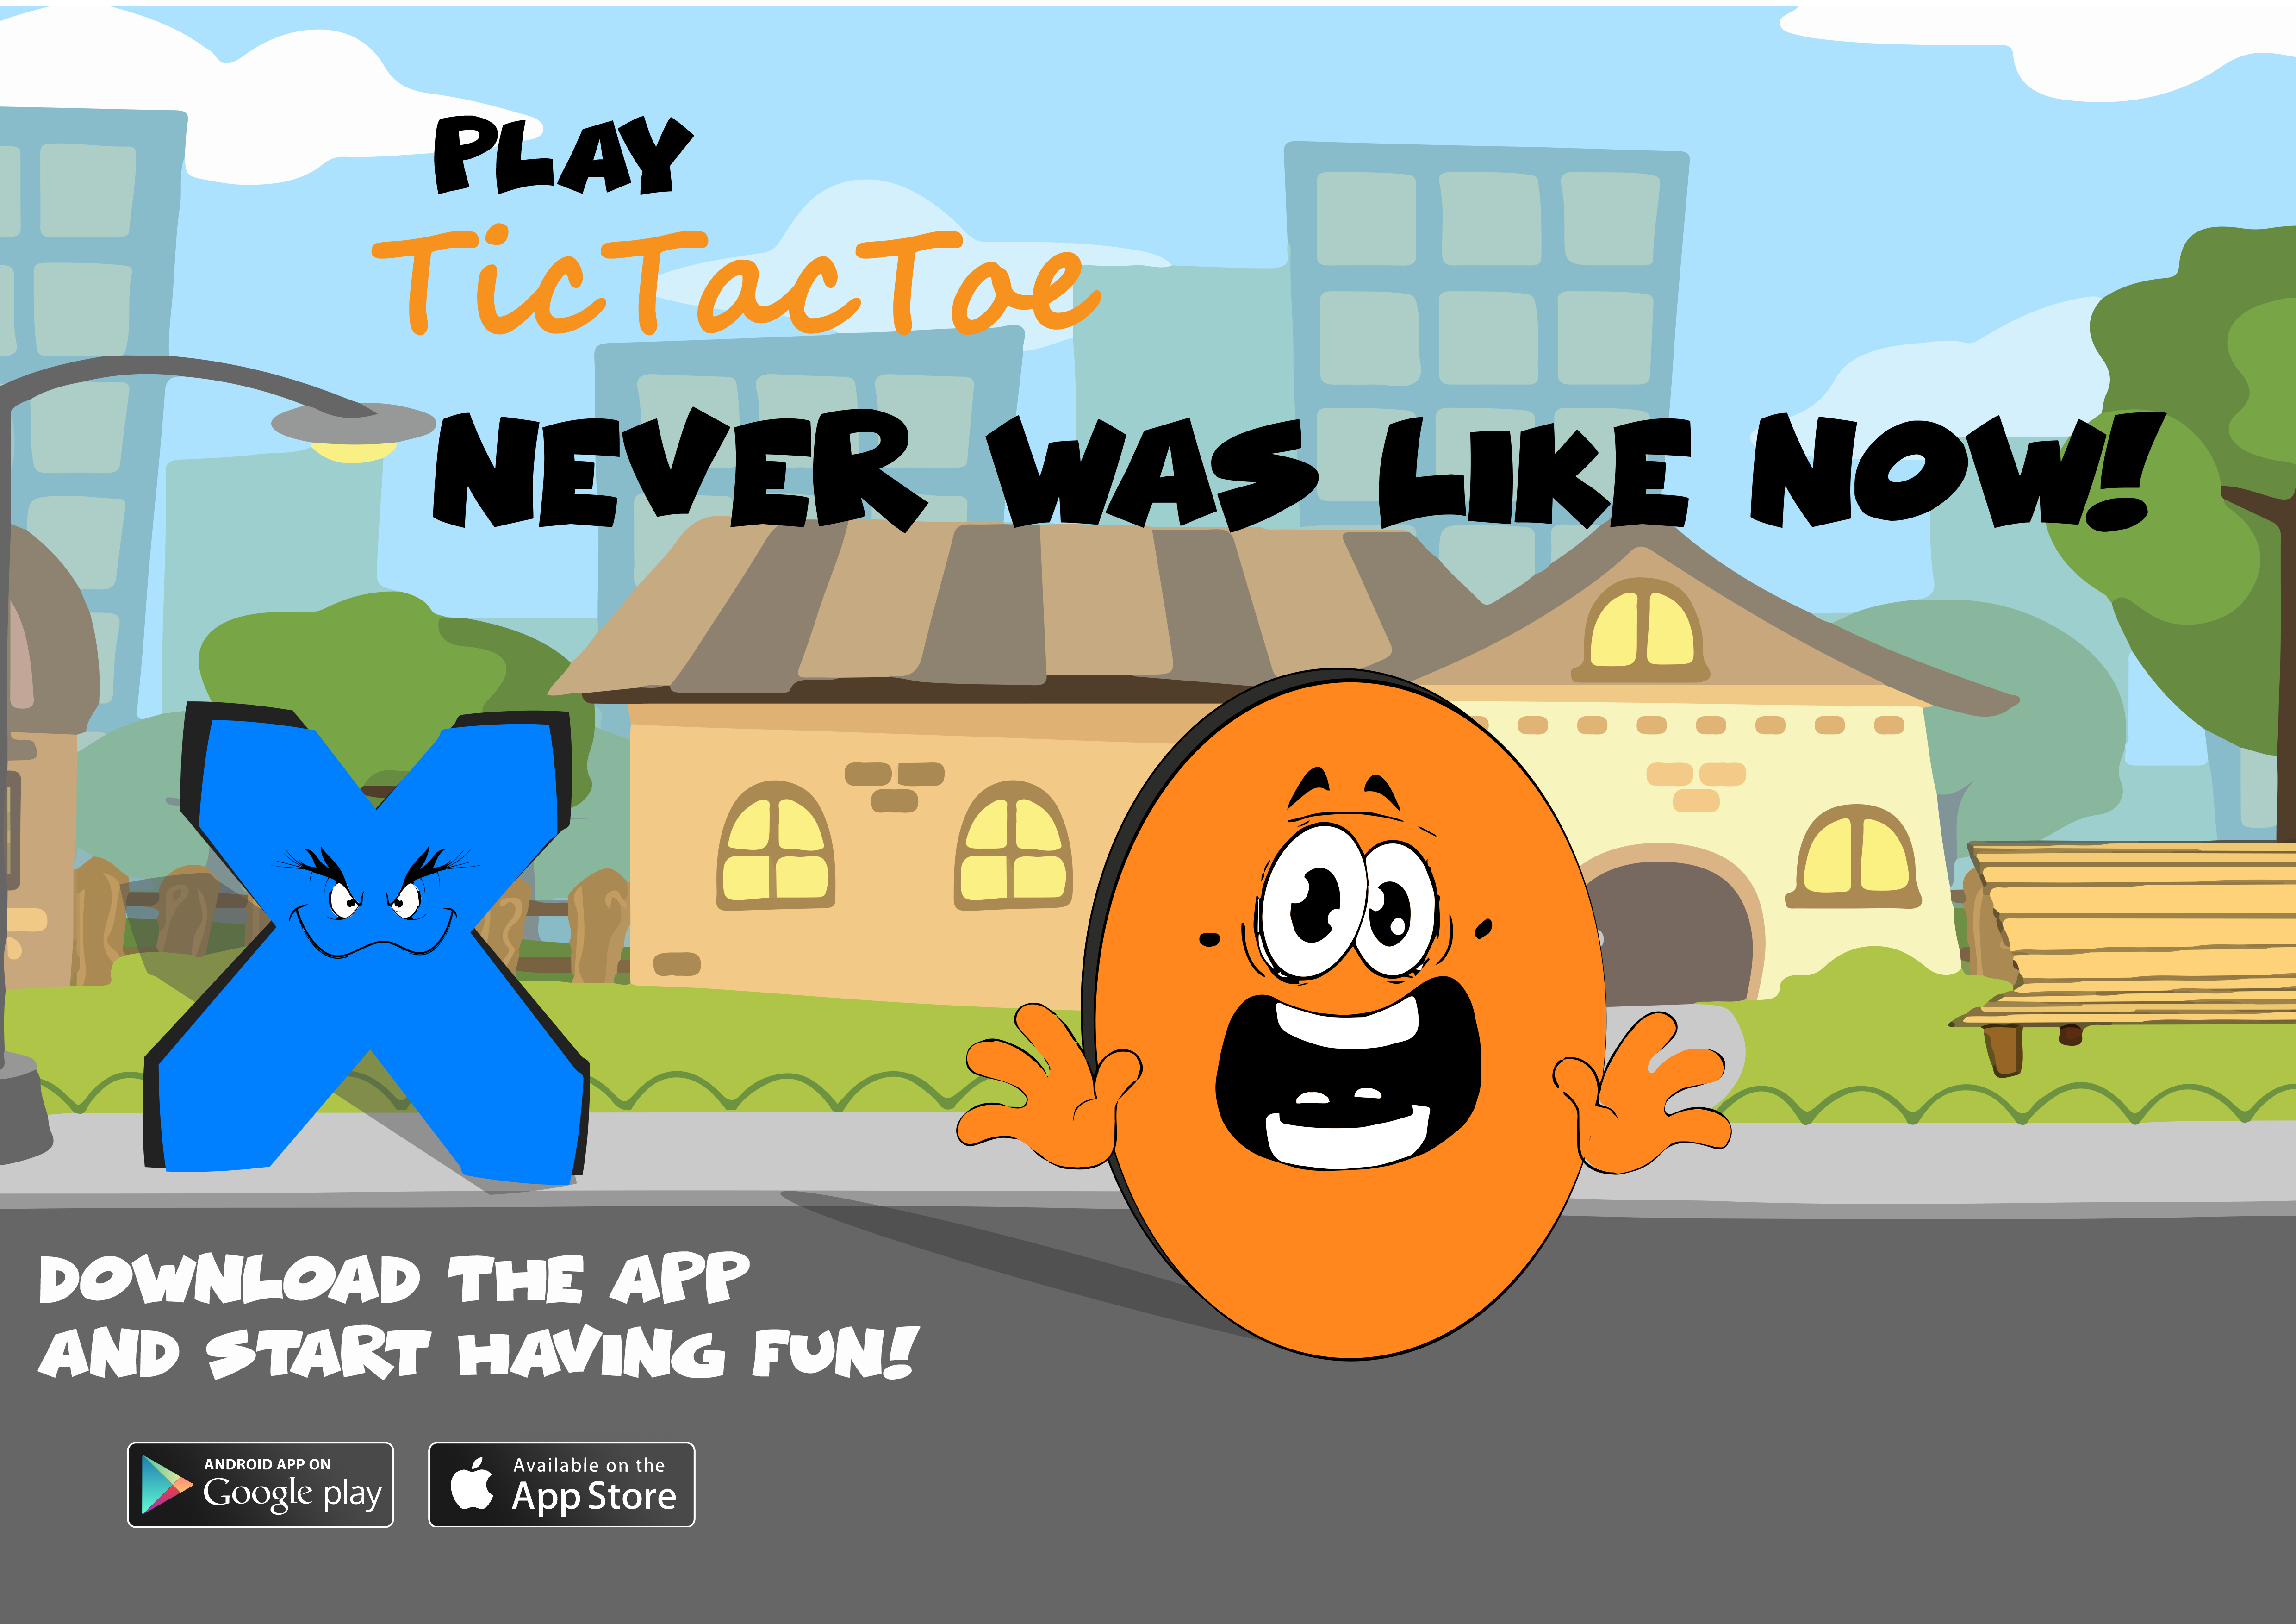 PLAY
TicTacToe
NEVER WAS LIKE NOW!
DOWNLOAD THE APP
AND START HAVING FUN!
ANDROID APP ON
Google play
Available on the
App Store